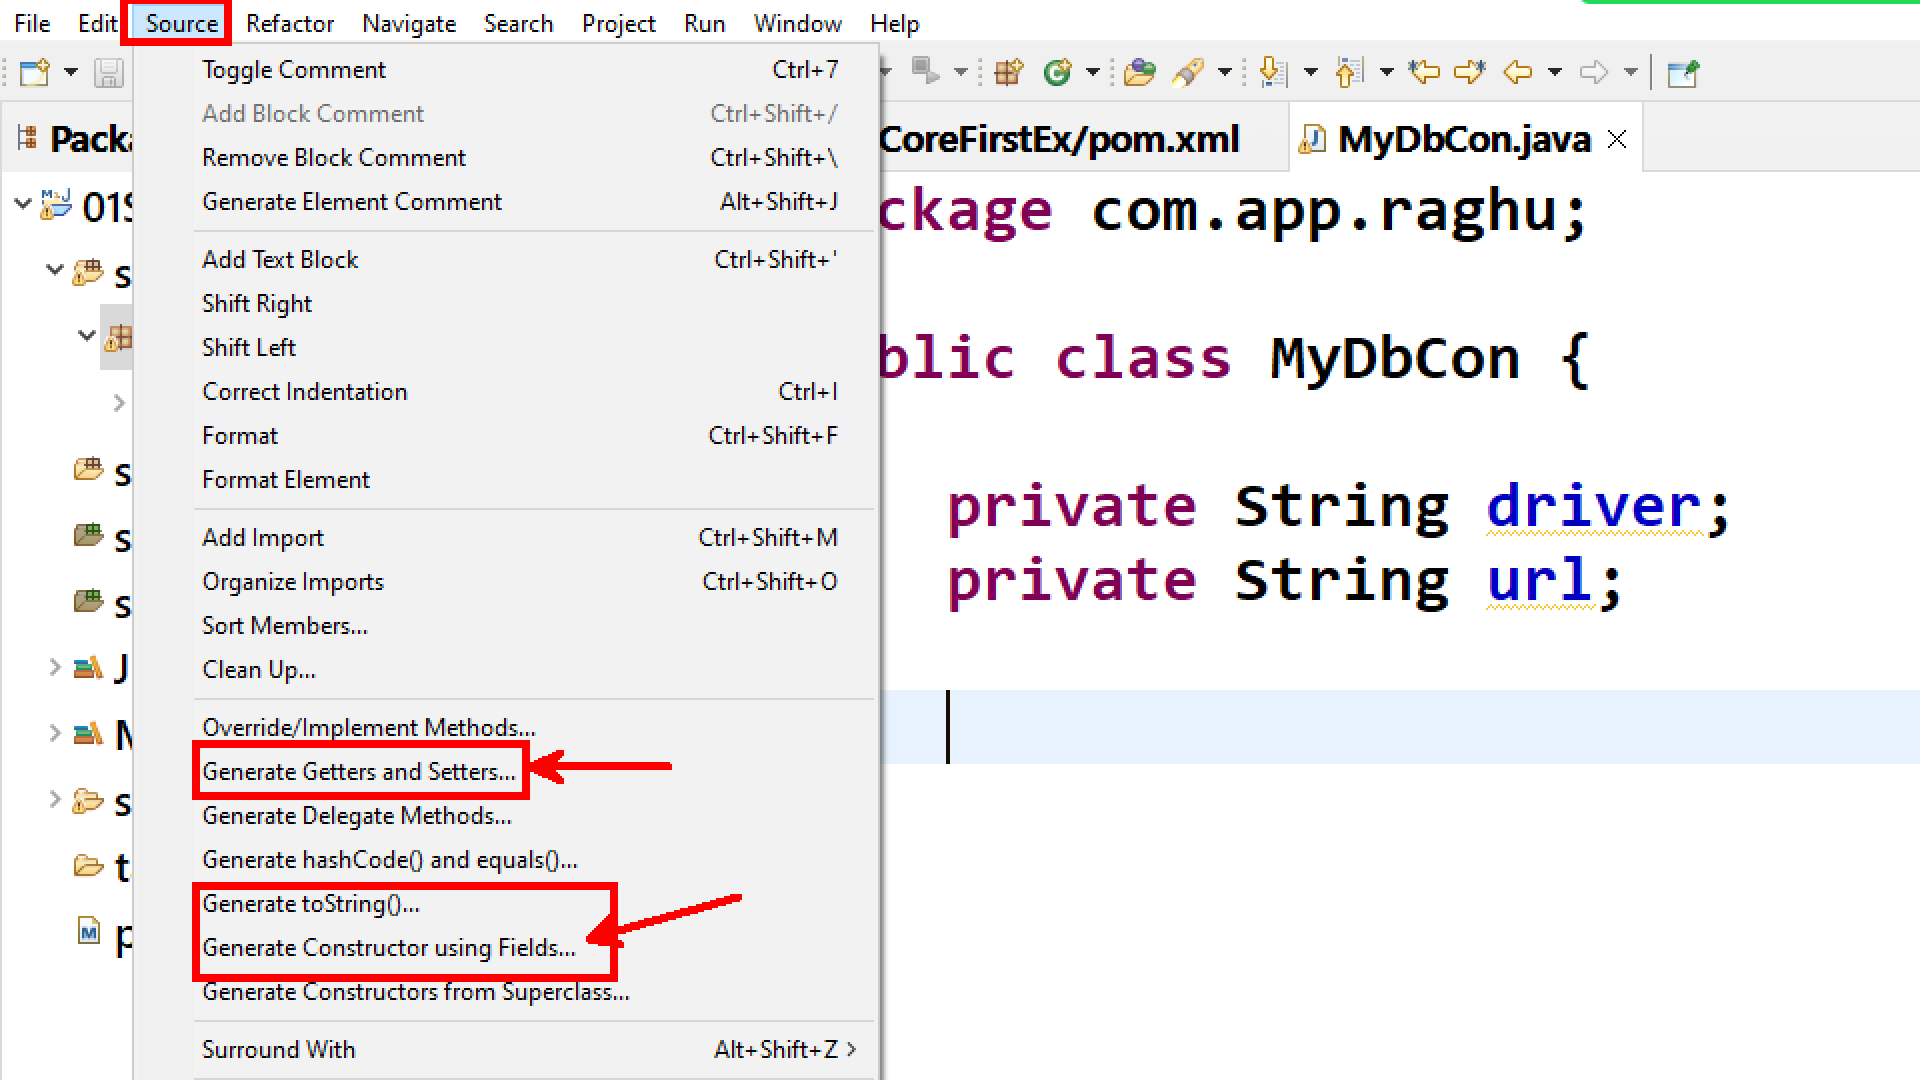 File Edit Source Refactor Navigate Search Project Run Window Help
Toggle Comment Ctrl+7
Add Block Comment Ctrl+Shift+/
Remove Block Comment Ctrl+Shift+\
Generate Element Comment Alt+Shift+J
Add Text Block Ctrl+Shift+'
Shift Right
Shift Left
Correct Indentation Ctrl+I
Format Ctrl+Shift+F
Format Element
Add Import Ctrl+Shift+M
Organize Imports Ctrl+Shift+O
Sort Members...
Clean Up...
Override/Implement Methods...
Generate Getters and Setters...
Generate Delegate Methods...
Generate hashCode() and equals()...
Generate toString()...
Generate Constructor using Fields...
Generate Constructors from Superclass...
Surround With Alt+Shift+Z
Packa
01S
s
s
s
s
J
M
s
t
p
CoreFirstEx/pom.xml MyDbCon.java
ckage com.app.raghu;
blic class MyDbCon {
private String driver;
private String url;